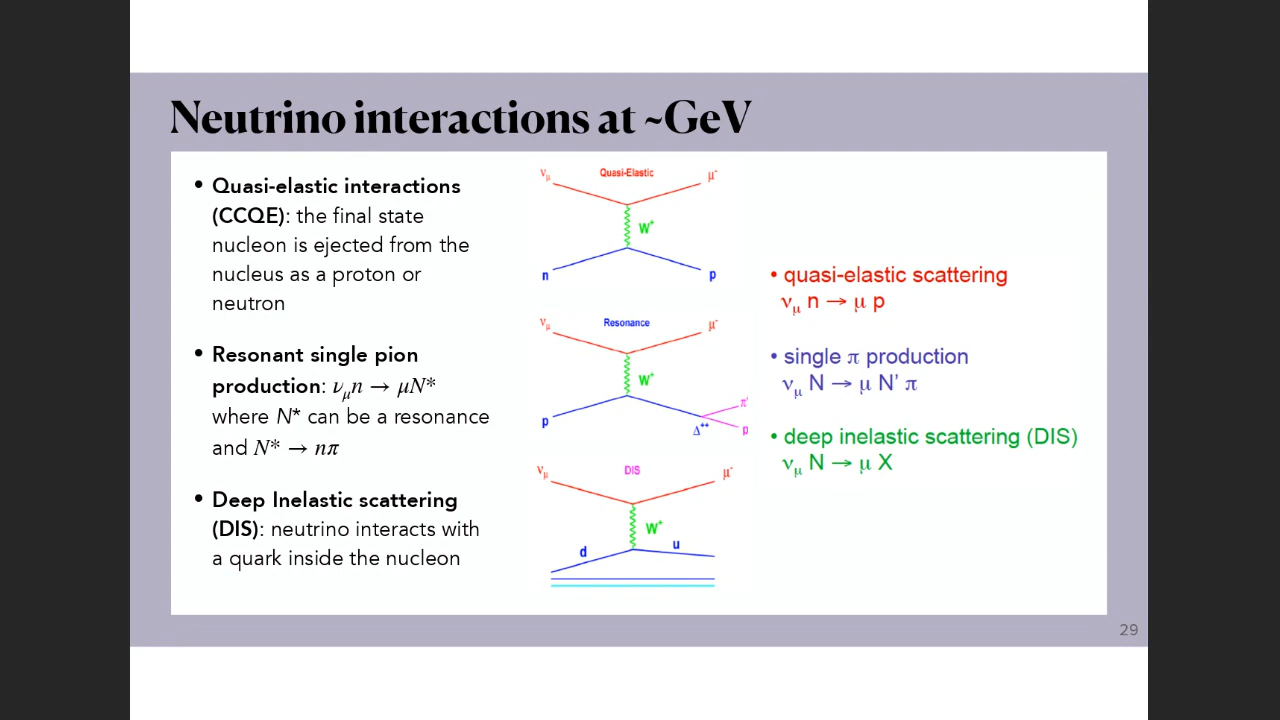 Neutrino interactions at ~GeV
• Quasi-elastic interactions
(CCQE): the final state
nucleon is ejected from the
nucleus as a proton or
neutron
• Resonant single pion
production: νμn → μN*
where N* can be a resonance
and N* → nπ
• Deep Inelastic scattering
(DIS): neutrino interacts with
a quark inside the nucleon
νμ Quasi-Elastic μ-
W+
n p
νμ Resonance μ-
W+
p Δ++ p
νμ DIS μ-
W+
d u
• quasi-elastic scattering
νμ n → μ p
• single π production
νμ N → μ N’ π
• deep inelastic scattering (DIS)
νμ N → μ X
29